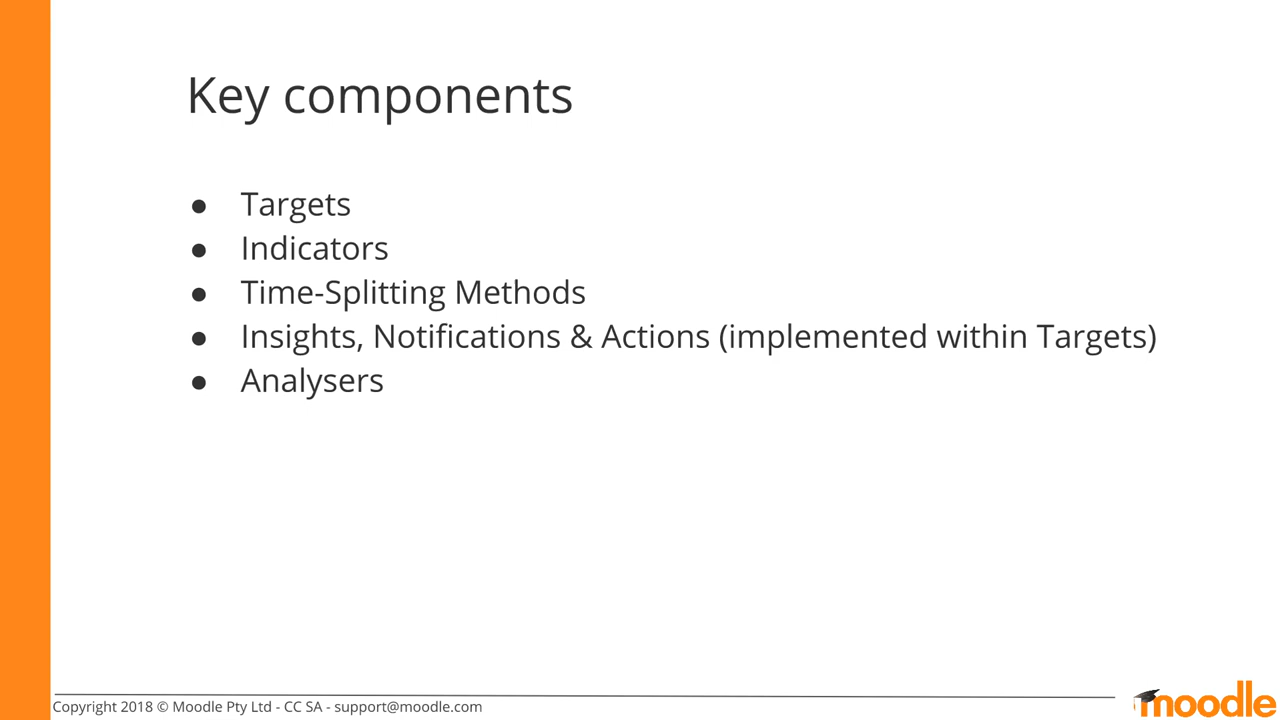 Key components
● Targets
● Indicators
● Time-Splitting Methods
● Insights, Notifications & Actions (implemented within Targets)
● Analysers
Copyright 2018 © Moodle Pty Ltd - CC SA - support@moodle.com
moodle